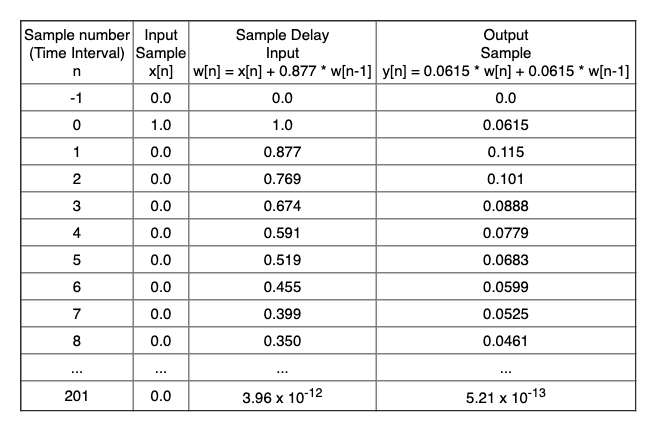 Sample number Input Sample Delay Output
(Time Interval) Sample Input Sample
n x[n] w[n] = x[n] + 0.877 * w[n-1] y[n] = 0.0615 * w[n] + 0.0615 * w[n-1]
-1 0.0 0.0 0.0
0 1.0 1.0 0.0615
1 0.0 0.877 0.115
2 0.0 0.769 0.101
3 0.0 0.674 0.0888
4 0.0 0.591 0.0779
5 0.0 0.519 0.0683
6 0.0 0.455 0.0599
7 0.0 0.399 0.0525
8 0.0 0.350 0.0461
... ... ... ...
201 0.0 3.96 x 10⁻¹² 5.21 x 10⁻¹³